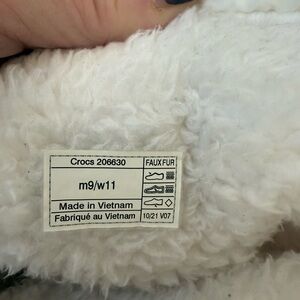 Crocs 206630
FAUX FUR
m9/w11
Made in Vietnam
Fabriqué au Vietnam
10/21 V07